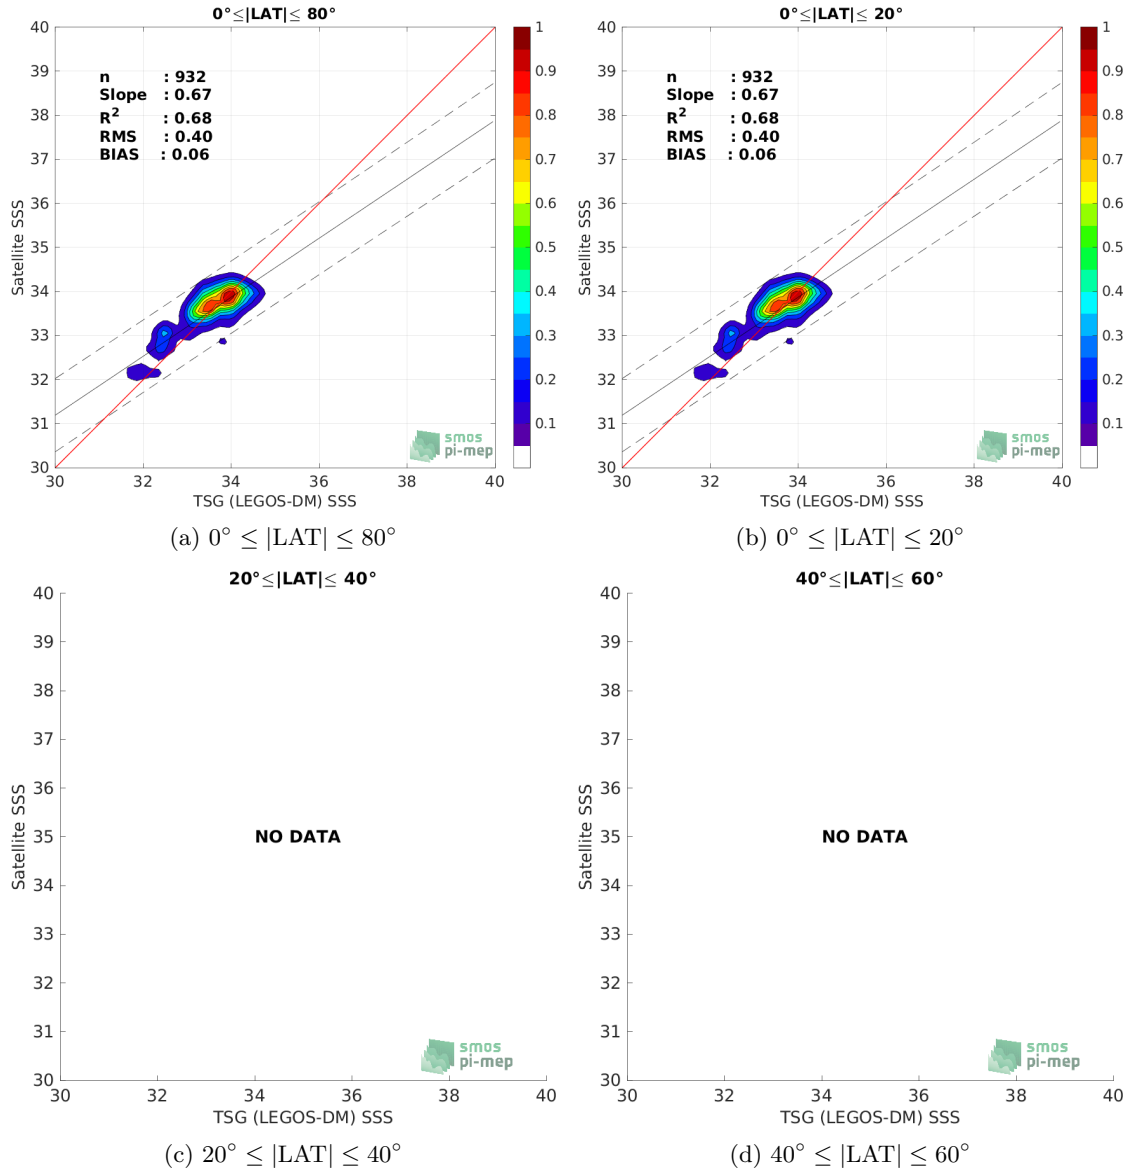 0°≤|LAT|≤ 80°
40
39
38
37
36
35
34
33
32
31
30
Satellite SSS
n : 932
Slope : 0.67
R² : 0.68
RMS : 0.40
BIAS : 0.06
smos
pi-mep
30 32 34 36 38 40
TSG (LEGOS-DM) SSS
1
0.9
0.8
0.7
0.6
0.5
0.4
0.3
0.2
0.1
(a) 0° ≤ |LAT| ≤ 80°
0°≤|LAT|≤ 20°
40
39
38
37
36
35
34
33
32
31
30
Satellite SSS
n : 932
Slope : 0.67
R² : 0.68
RMS : 0.40
BIAS : 0.06
smos
pi-mep
30 32 34 36 38 40
TSG (LEGOS-DM) SSS
1
0.9
0.8
0.7
0.6
0.5
0.4
0.3
0.2
0.1
(b) 0° ≤ |LAT| ≤ 20°
20°≤|LAT|≤ 40°
40
39
38
37
36
35
34
33
32
31
30
Satellite SSS
NO DATA
smos
pi-mep
30 32 34 36 38 40
TSG (LEGOS-DM) SSS
(c) 20° ≤ |LAT| ≤ 40°
40°≤|LAT|≤ 60°
40
39
38
37
36
35
34
33
32
31
30
Satellite SSS
NO DATA
smos
pi-mep
30 32 34 36 38 40
TSG (LEGOS-DM) SSS
(d) 40° ≤ |LAT| ≤ 60°